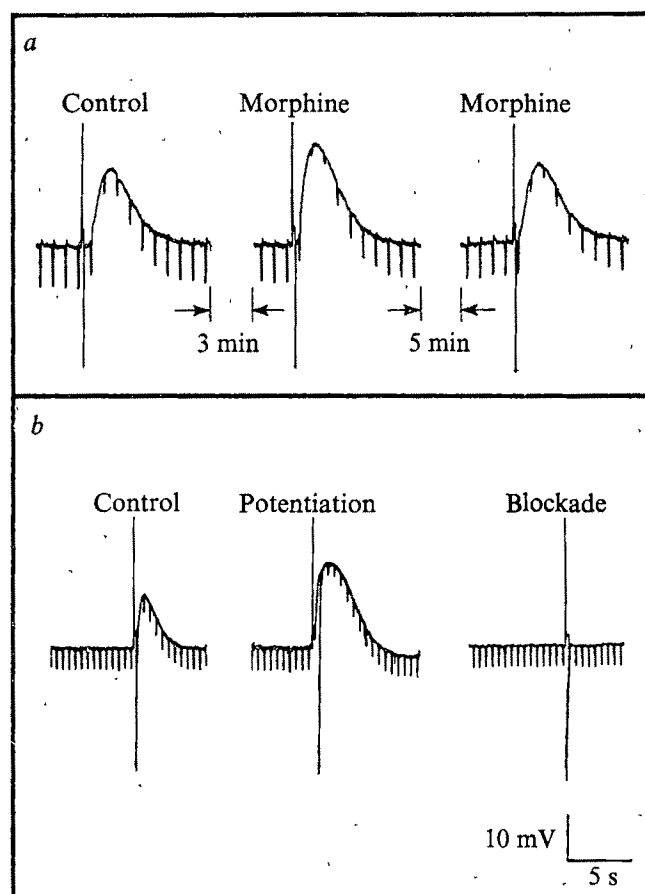 a
Control Morphine Morphine
3 min 5 min
b
Control Potentiation Blockade
10 mV
5 s